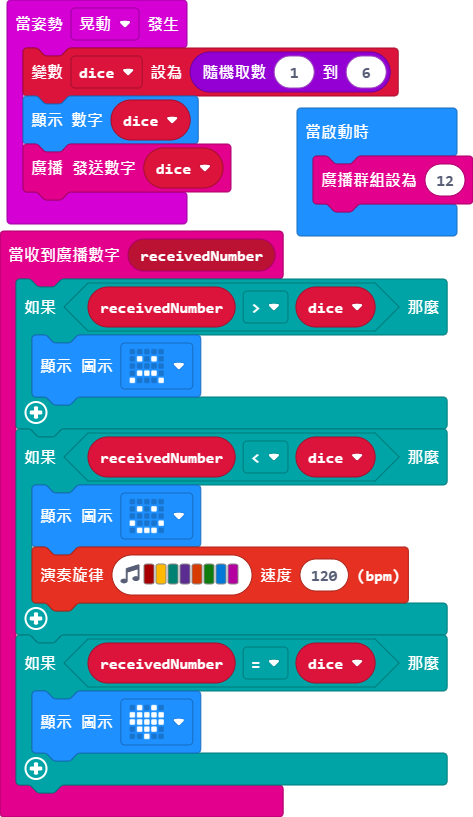 當姿勢 晃動 發生
變數 dice 設為 隨機取數 1 到 6
顯示 數字 dice
廣播 發送數字 dice
當啟動時
廣播群組設為 12
當收到廣播數字 receivedNumber
如果 receivedNumber > dice 那麼
顯示 圖示
如果 receivedNumber < dice 那麼
顯示 圖示
演奏旋律 速度 120 (bpm)
如果 receivedNumber = dice 那麼
顯示 圖示